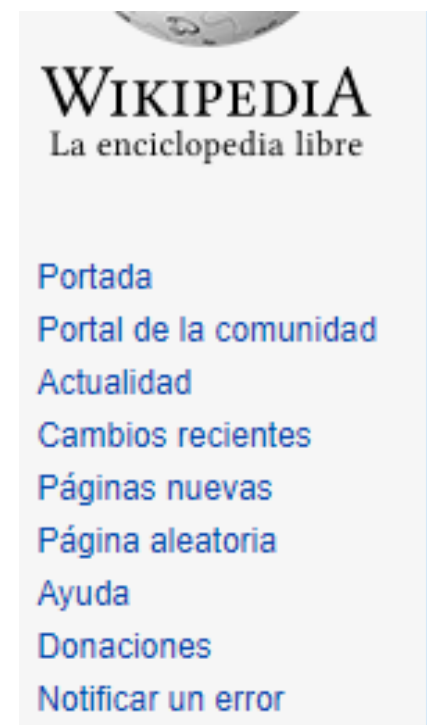 WIKIPEDIA
La enciclopedia libre
Portada
Portal de la comunidad
Actualidad
Cambios recientes
Páginas nuevas
Página aleatoria
Ayuda
Donaciones
Notificar un error